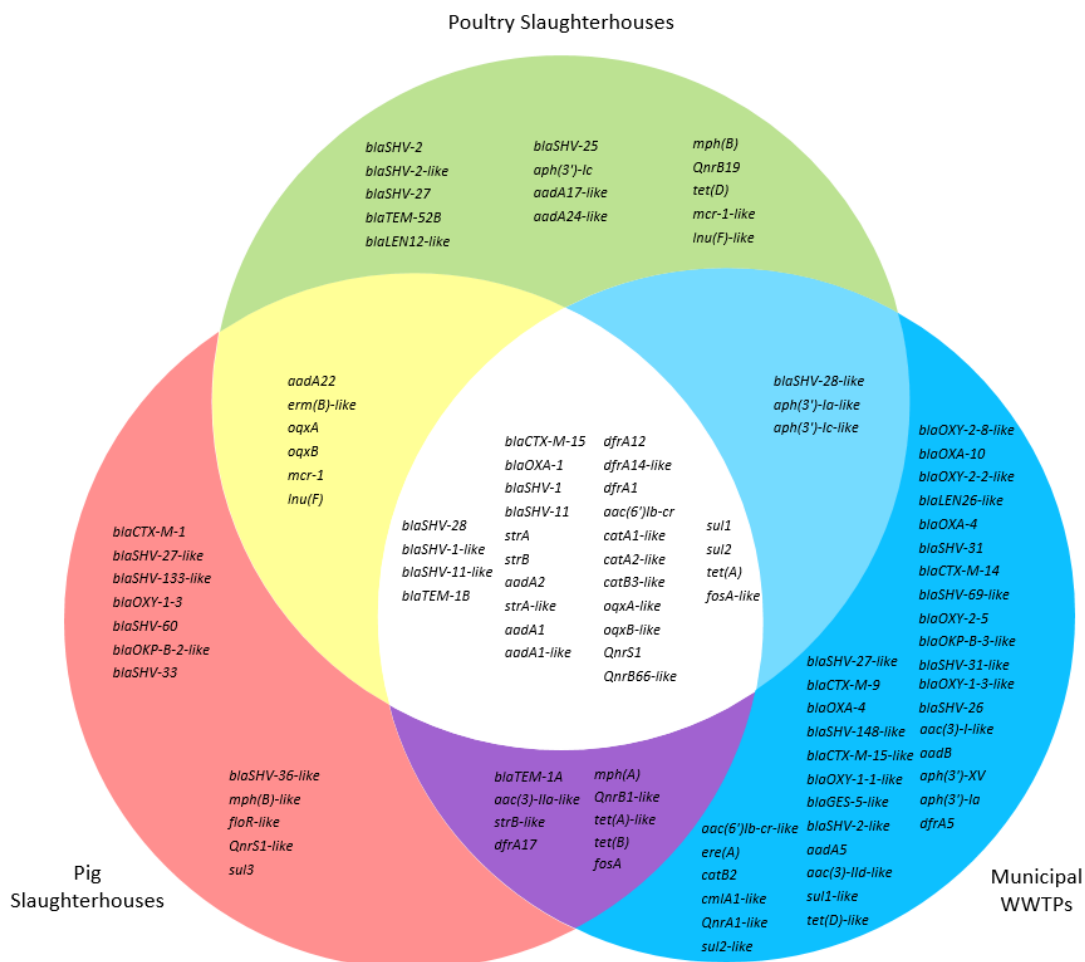 Poultry Slaughterhouses
blaSHV-2
blaSHV-2-like
blaSHV-27
blaTEM-52B
blaLEN12-like
blaSHV-25
aph(3')-Ic
aadA17-like
aadA24-like
mph(B)
QnrB19
tet(D)
mcr-1-like
lnu(F)-like
aadA22
erm(B)-like
oqxA
oqxB
mcr-1
lnu(F)
blaSHV-28-like
aph(3')-Ia-like
aph(3')-Ic-like
blaCTX-M-1
blaSHV-27-like
blaSHV-133-like
blaOXY-1-3
blaSHV-60
blaOKP-B-2-like
blaSHV-33
blaSHV-36-like
mph(B)-like
floR-like
QnrS1-like
sul3
blaSHV-28
blaSHV-1-like
blaSHV-11-like
blaTEM-1B
blaCTX-M-15
blaOXA-1
blaSHV-1
blaSHV-11
strA
strB
aadA2
strA-like
aadA1
aadA1-like
dfrA12
dfrA14-like
dfrA1
aac(6')Ib-cr
catA1-like
catA2-like
catB3-like
oqxA-like
oqxB-like
QnrS1
QnrB66-like
sul1
sul2
tet(A)
fosA-like
blaTEM-1A
aac(3)-IIa-like
strB-like
dfrA17
mph(A)
QnrB1-like
tet(A)-like
tet(B)
fosA
aac(6')Ib-cr-like
ere(A)
catB2
cmlA1-like
QnrA1-like
sul2-like
blaSHV-27-like
blaCTX-M-9
blaOXA-4
blaSHV-148-like
blaCTX-M-15-like
blaOXY-1-1-like
blaGES-5-like
blaSHV-2-like
aadA5
aac(3)-IId-like
sul1-like
tet(D)-like
blaOXY-2-8-like
blaOXA-10
blaOXY-2-2-like
blaLEN26-like
blaOXA-4
blaSHV-31
blaCTX-M-14
blaSHV-69-like
blaOXY-2-5
blaOKP-B-3-like
blaSHV-31-like
blaOXY-1-3-like
blaSHV-26
aac(3)-I-like
aadB
aph(3')-XV
aph(3')-Ia
dfrA5
Pig
Slaughterhouses
Municipal
WWTPs